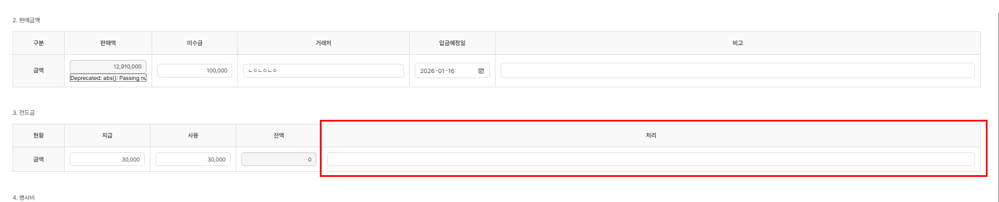 2. 판매금액
구분 판매액 미수금 거래처 입금예정일 비고
금액 12,910,000 100,000 ㄴㅇㄴㅇㄴㅇ 2026-01-16
Deprecated: abs(): Passing nu
3. 전도금
현황 지급 사용 잔액 처리
금액 30,000 30,000 0
4. 행사비